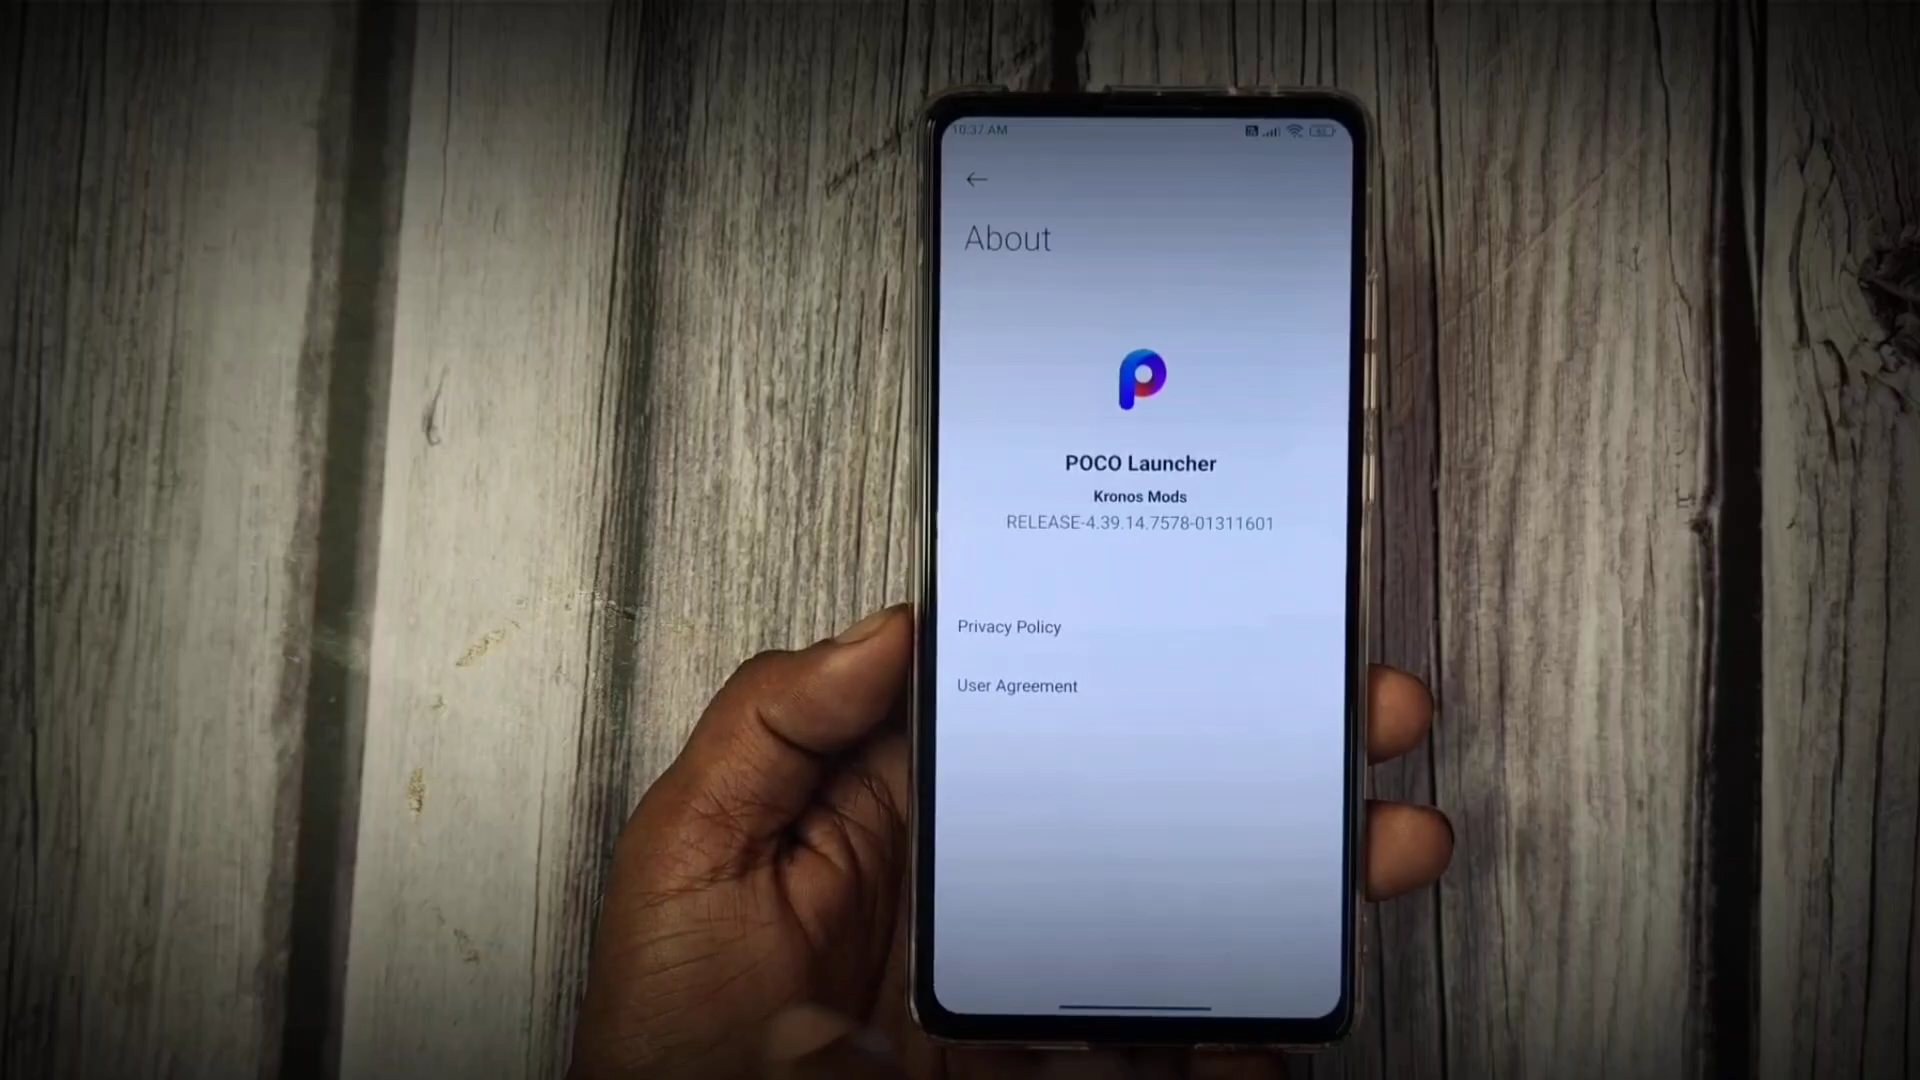 10:37 AM
About
POCO Launcher
Kronos Mods
RELEASE-4.39.14.7578-01311601
Privacy Policy
User Agreement